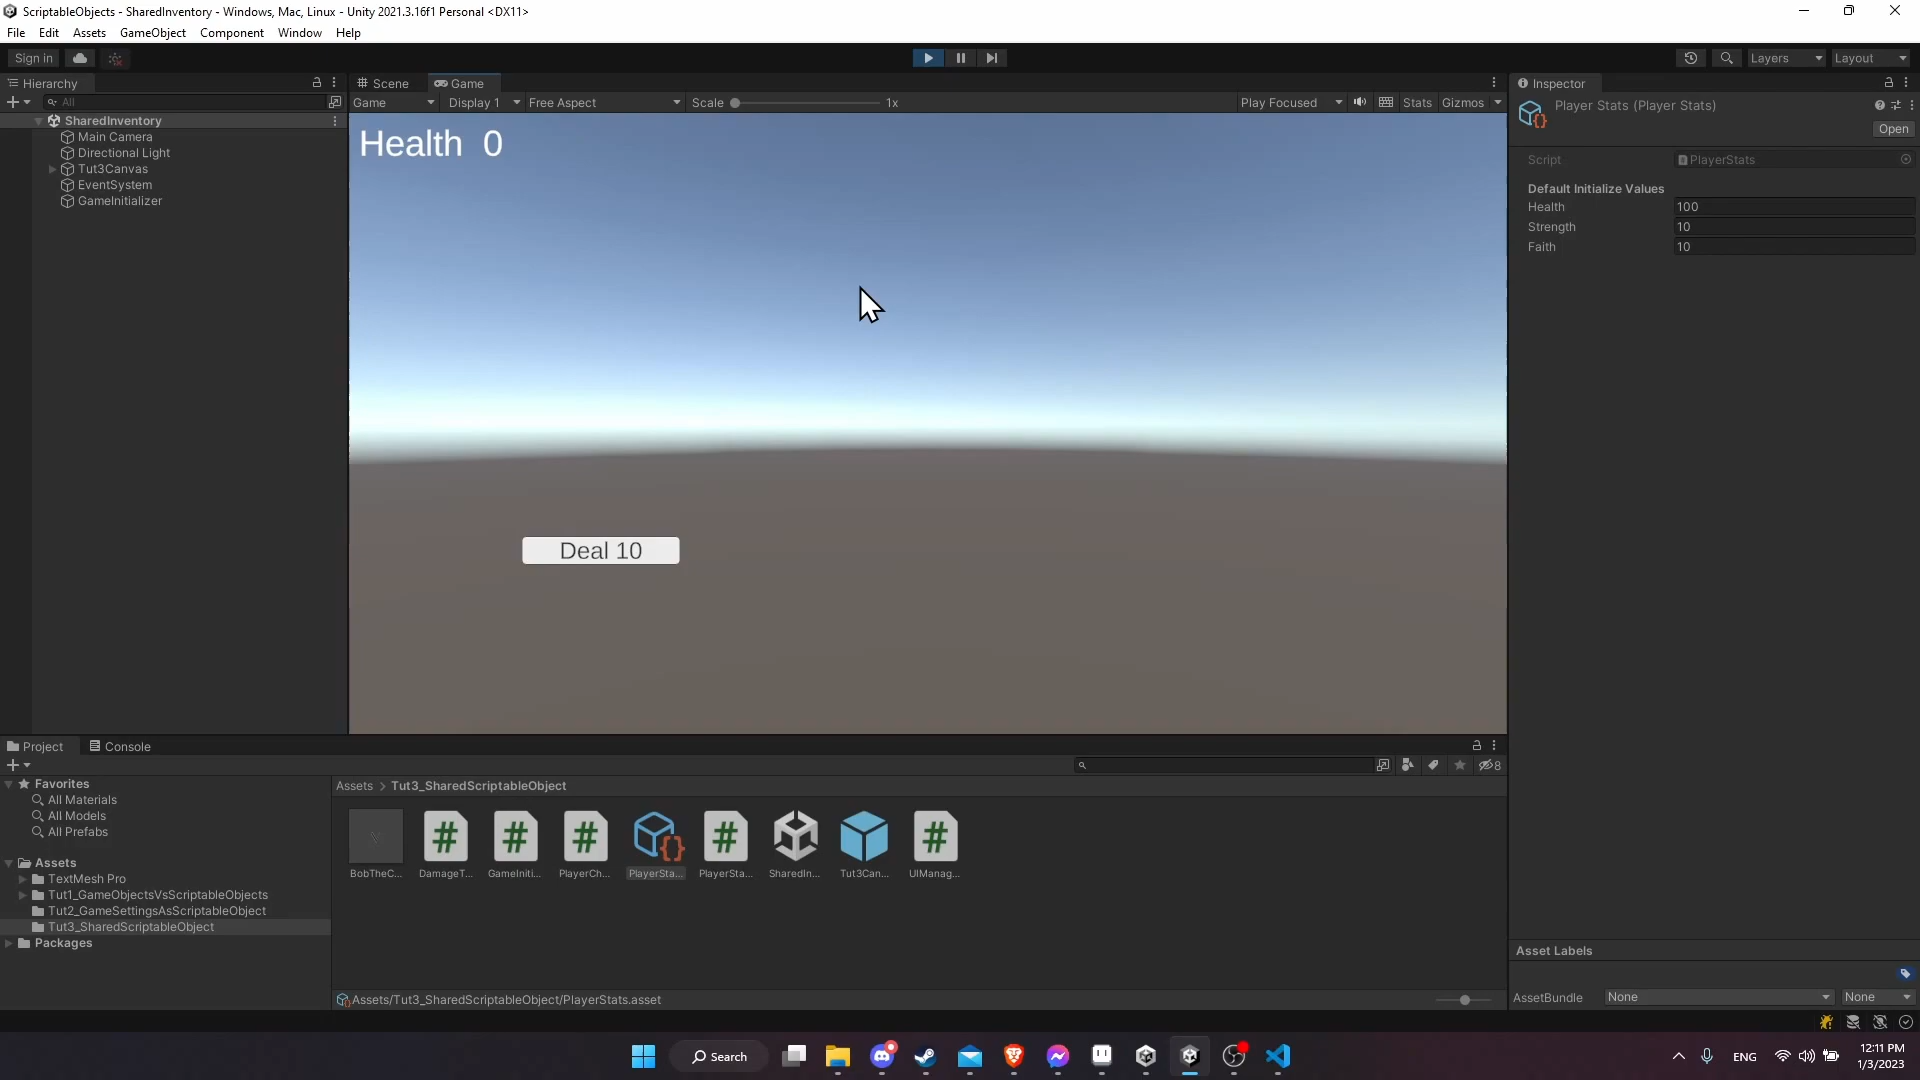 ScriptableObjects - SharedInventory - Windows, Mac, Linux - Unity 2021.3.16f1 Personal <DX11>
File Edit Assets GameObject Component Window Help
Sign in
Layers
Layout
Hierarchy
All
SharedInventory
Main Camera
Directional Light
Tut3Canvas
EventSystem
GameInitializer
Scene
Game
Game
Display 1
Free Aspect
Scale
1x
Play Focused
Stats
Gizmos
Health 0
Deal 10
Inspector
Player Stats (Player Stats)
Open
Script
PlayerStats
Default Initialize Values
Health 100
Strength 10
Faith 10
Asset Labels
AssetBundle
None
None
Project
Console
8
Favorites
All Materials
All Models
All Prefabs
Assets
TextMesh Pro
Tut1_GameObjectsVsScriptableObjects
Tut2_GameSettingsAsScriptableObject
Tut3_SharedScriptableObject
Packages
Assets > Tut3_SharedScriptableObject
BobTheC...
DamageT...
GameIniti...
PlayerCh...
PlayerSta...
PlayerSta...
SharedIn...
Tut3Can...
UIManag...
Assets/Tut3_SharedScriptableObject/PlayerStats.asset
Search
ENG
12:11 PM
1/3/2023